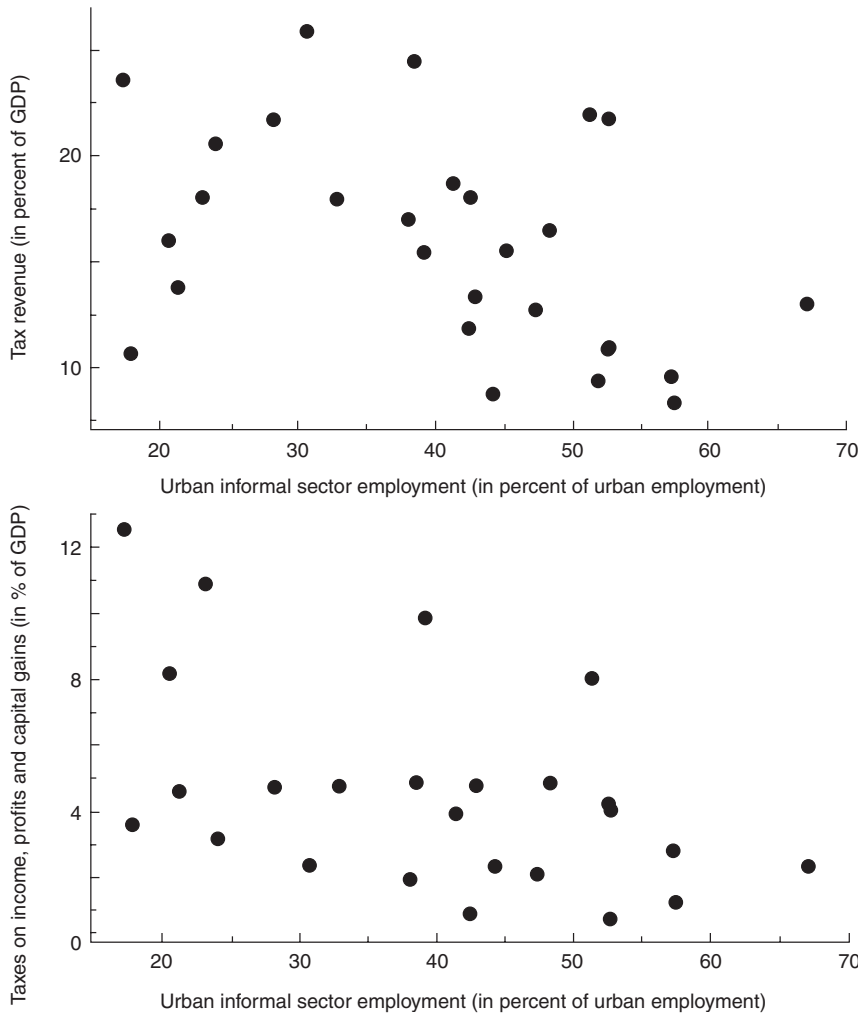 Tax revenue (in percent of GDP)
20
10
20 30 40 50 60 70
Urban informal sector employment (in percent of urban employment)
Taxes on income, profits and capital gains (in % of GDP)
12
8
4
0
20 30 40 50 60 70
Urban informal sector employment (in percent of urban employment)